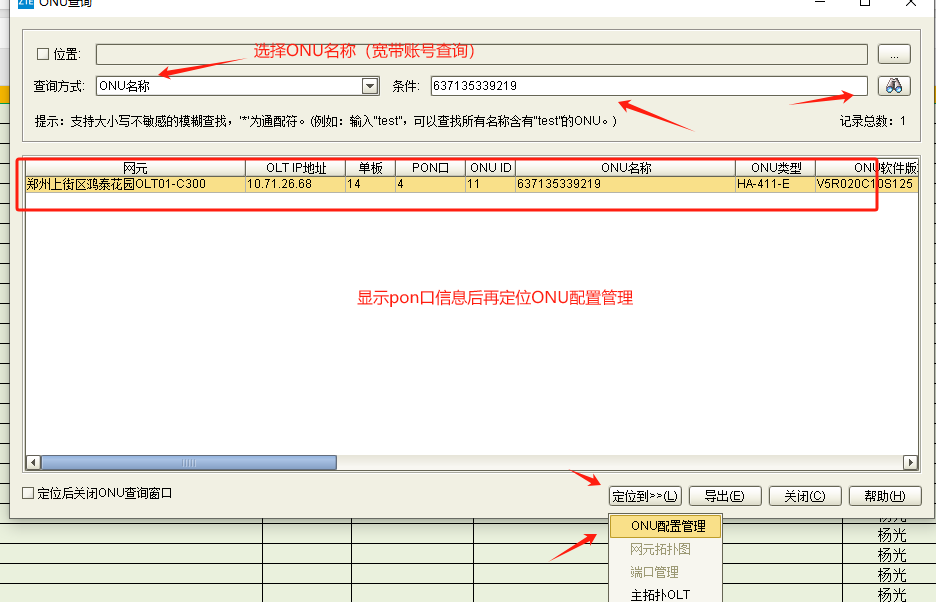 ZTE ONU查询
位置:
...
选择ONU名称（宽带账号查询）
查询方式: ONU名称 条件: 637135339219
提示：支持大小写不敏感的模糊查找，'*'为通配符。(例如：输入"test"，可以查找所有名称含有"test"的ONU。) 记录总数：1
网元 OLT IP地址 单板 PON口 ONU ID ONU名称 ONU类型 ONU软件版
郑州上街区鸿泰花园OLT01-C300 10.71.26.68 14 4 11 637135339219 HA-411-E V5R020C10S125
显示pon口信息后再定位ONU配置管理
定位后关闭ONU查询窗口 定位到>>(L) 导出(E) 关闭(C) 帮助(H)
ONU配置管理
网元拓扑图
端口管理
主拓扑OLT
杨光
杨光
杨光
杨光
杨光